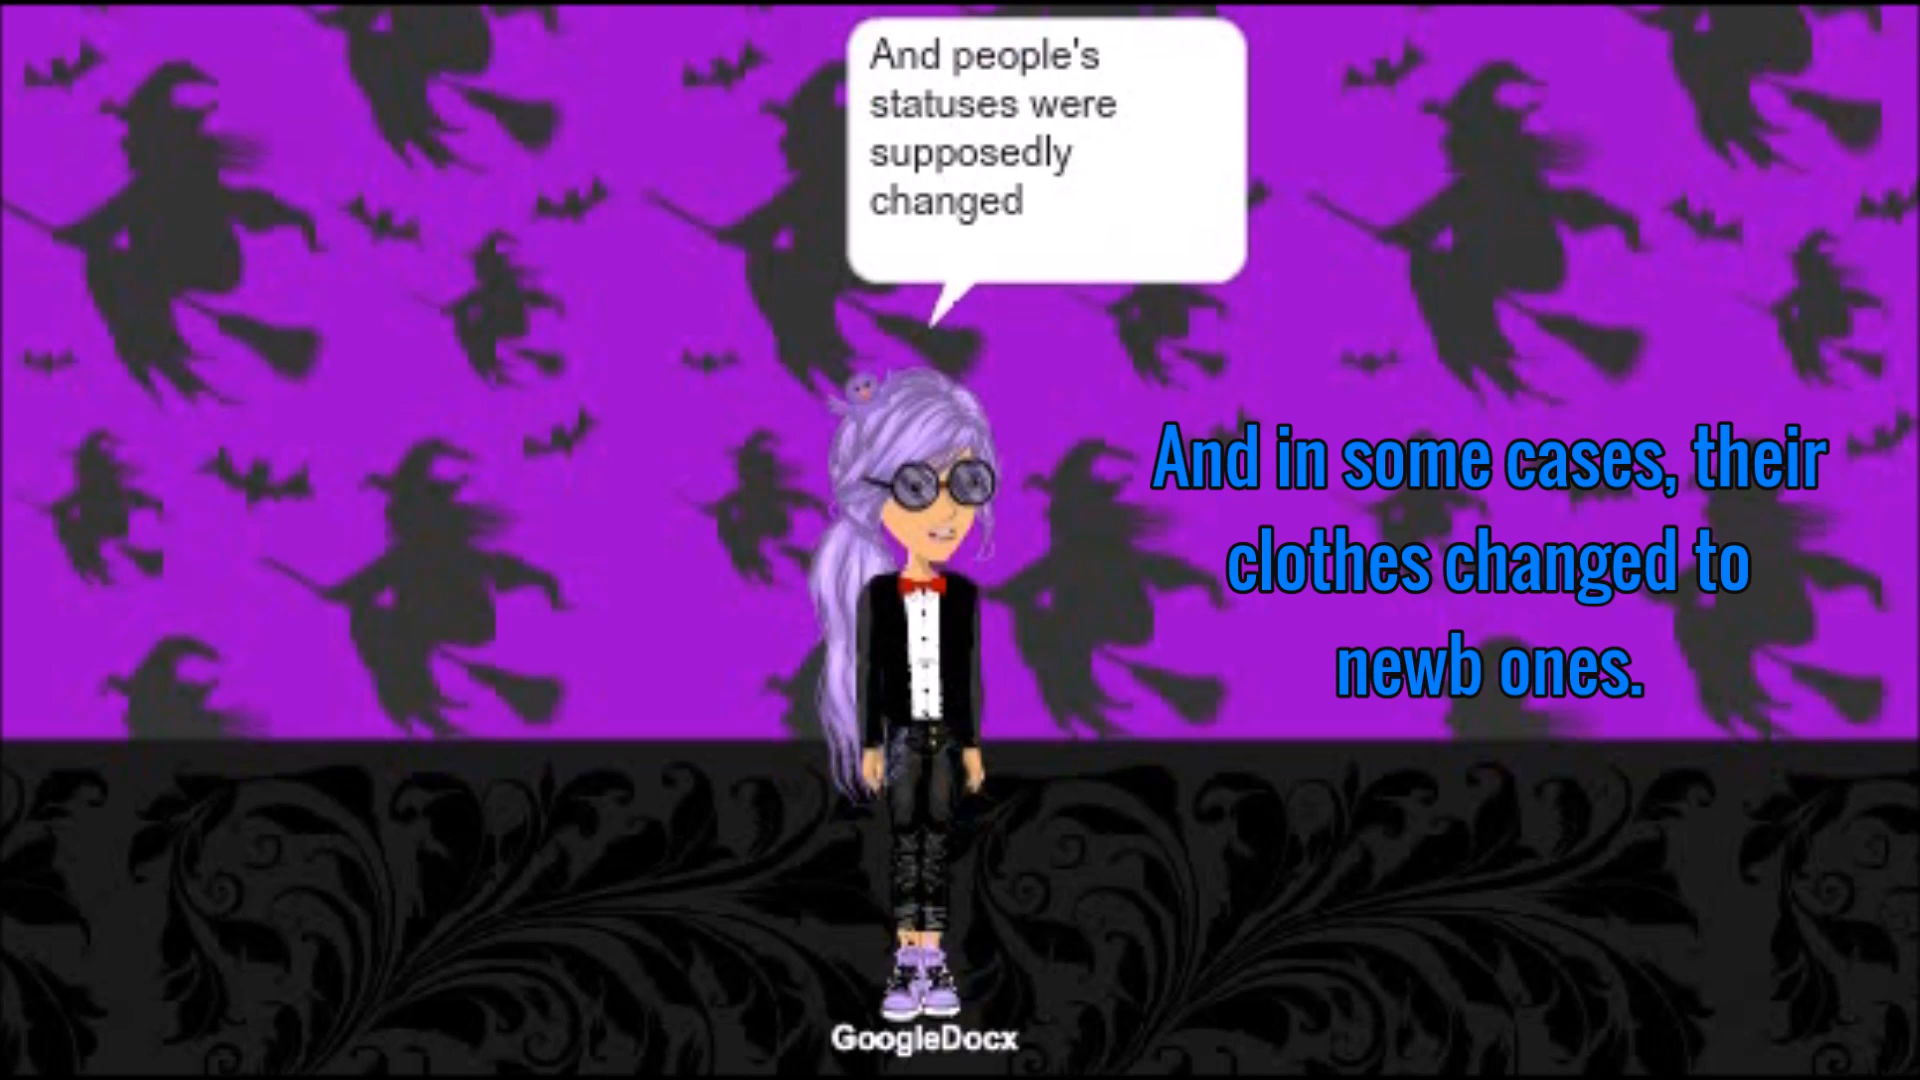 And people's
statuses were
supposedly
changed
And in some cases, their
clothes changed to
newb ones.
GoogleDocx